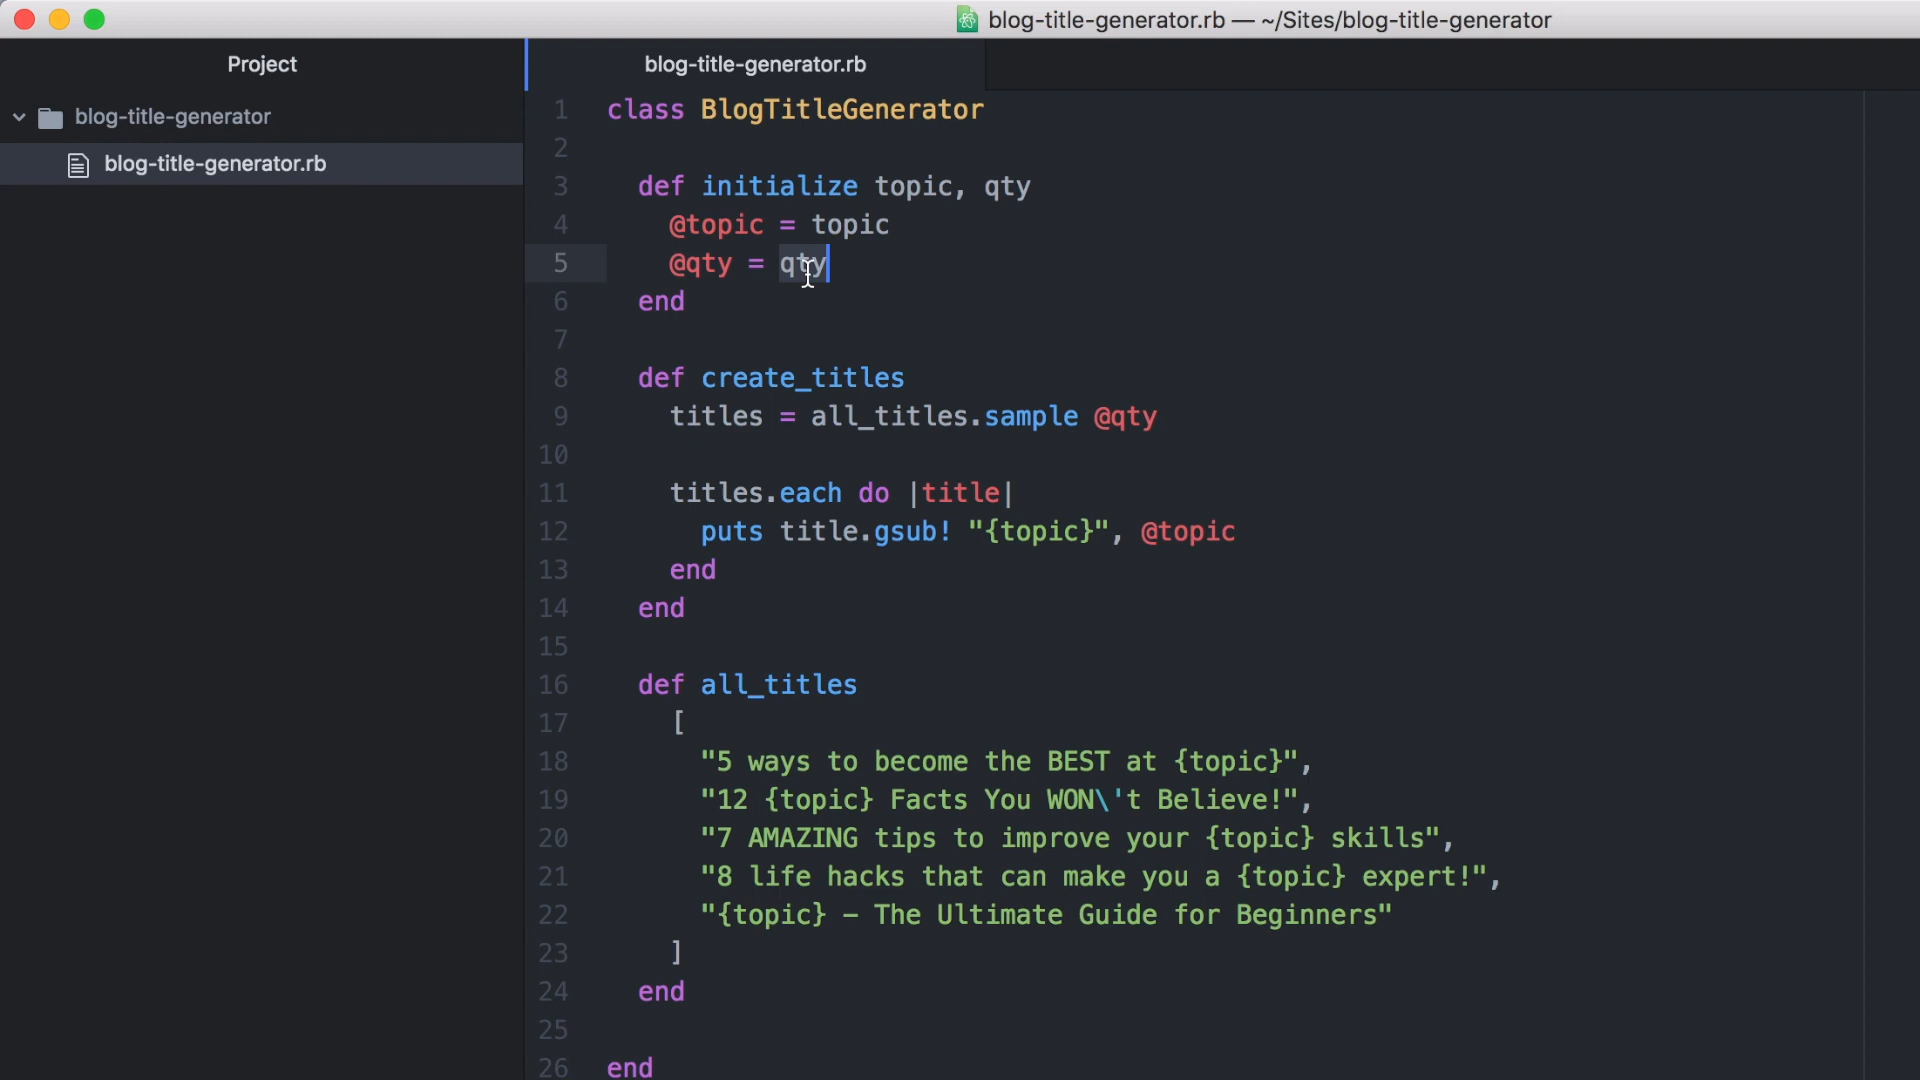 blog-title-generator.rb — ~/Sites/blog-title-generator
Project
blog-title-generator
blog-title-generator.rb
blog-title-generator.rb
1 class BlogTitleGenerator
2
3 def initialize topic, qty
4 @topic = topic
5 @qty = qty
6 end
7
8 def create_titles
9 titles = all_titles.sample @qty
10
11 titles.each do |title|
12 puts title.gsub! "{topic}", @topic
13 end
14 end
15
16 def all_titles
17 [
18 "5 ways to become the BEST at {topic}",
19 "12 {topic} Facts You WON\'t Believe!",
20 "7 AMAZING tips to improve your {topic} skills",
21 "8 life hacks that can make you a {topic} expert!",
22 "{topic} – The Ultimate Guide for Beginners"
23 ]
24 end
25
26 end